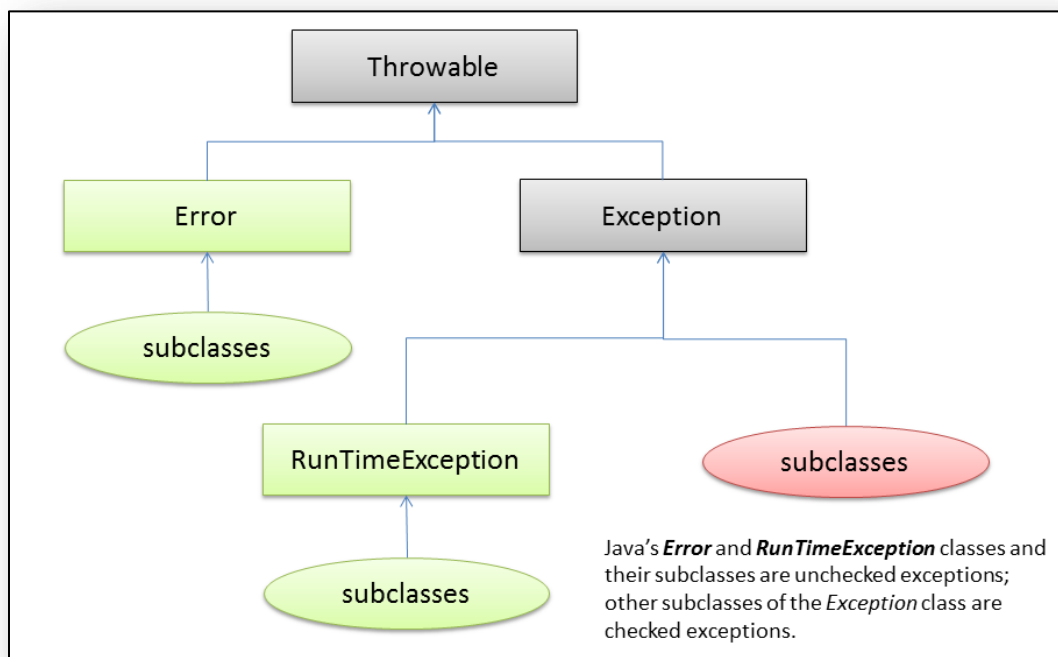 Throwable
Error
Exception
subclasses
RunTimeException
subclasses
subclasses
Java’s Error and RunTimeException classes and
their subclasses are unchecked exceptions;
other subclasses of the Exception class are
checked exceptions.